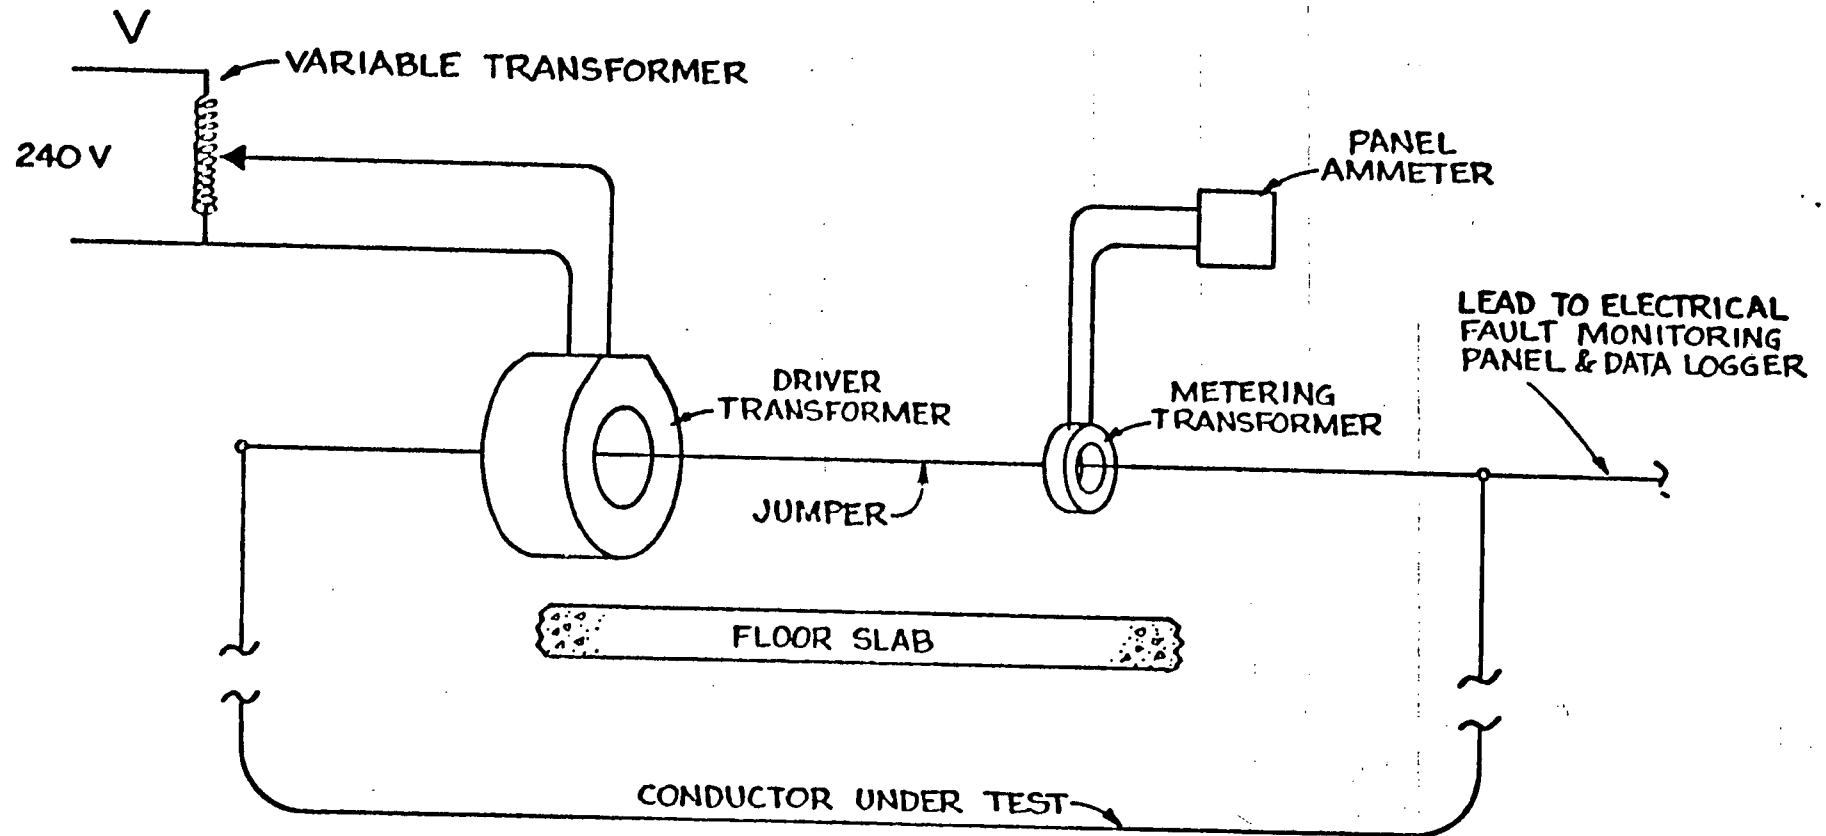 V
VARIABLE TRANSFORMER
240 V
PANEL
AMMETER
LEAD TO ELECTRICAL
FAULT MONITORING
PANEL & DATA LOGGER
DRIVER
TRANSFORMER
METERING
TRANSFORMER
JUMPER
FLOOR SLAB
CONDUCTOR UNDER TEST